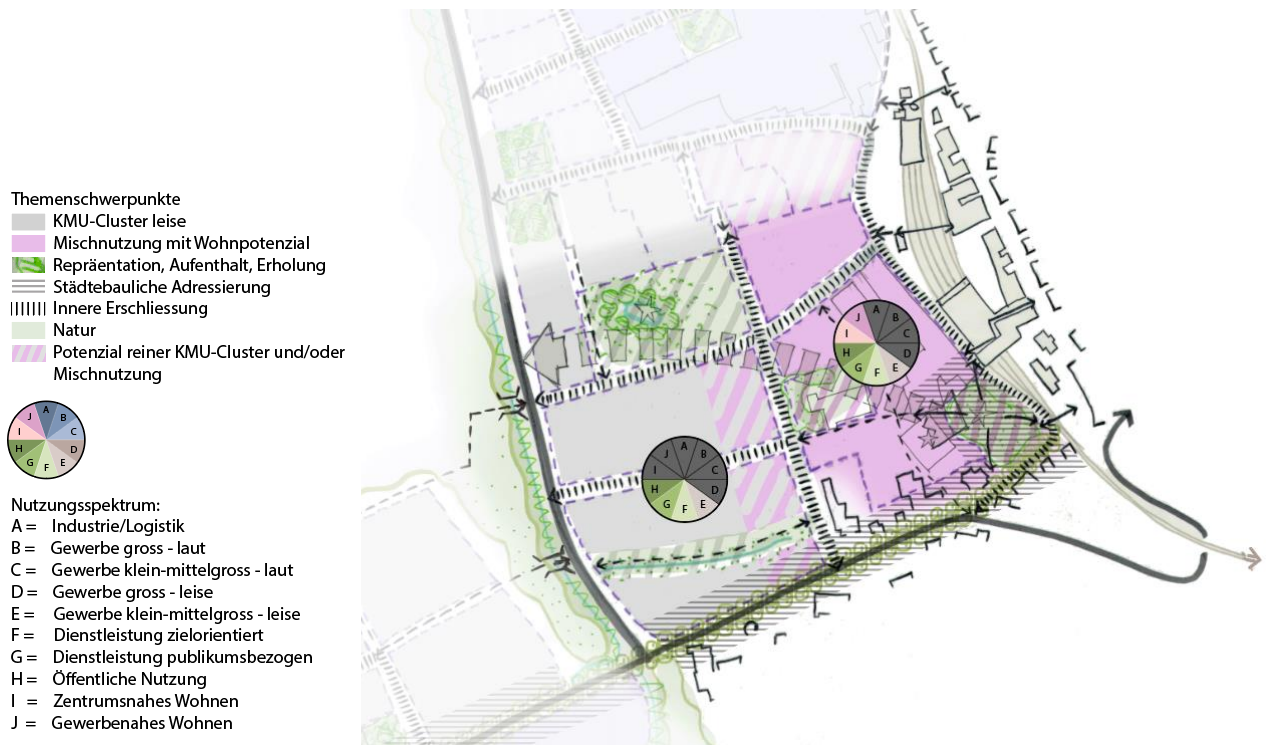 Themenschwerpunkte
KMU-Cluster leise
Mischnutzung mit Wohnpotenzial
Repräentation, Aufenthalt, Erholung
Städtebauliche Adressierung
Innere Erschliessung
Natur
Potenzial reiner KMU-Cluster und/oder
Mischnutzung
A
B
C
D
E
F
G
H
I
J
Nutzungsspektrum:
A = Industrie/Logistik
B = Gewerbe gross - laut
C = Gewerbe klein-mittelgross - laut
D = Gewerbe gross - leise
E = Gewerbe klein-mittelgross - leise
F = Dienstleistung zielorientiert
G = Dienstleistung publikumsbezogen
H = Öffentliche Nutzung
I = Zentrumsnahes Wohnen
J = Gewerbenahes Wohnen
A
B
C
D
E
F
G
H
I
J
A
B
C
D
E
F
G
H
I
J